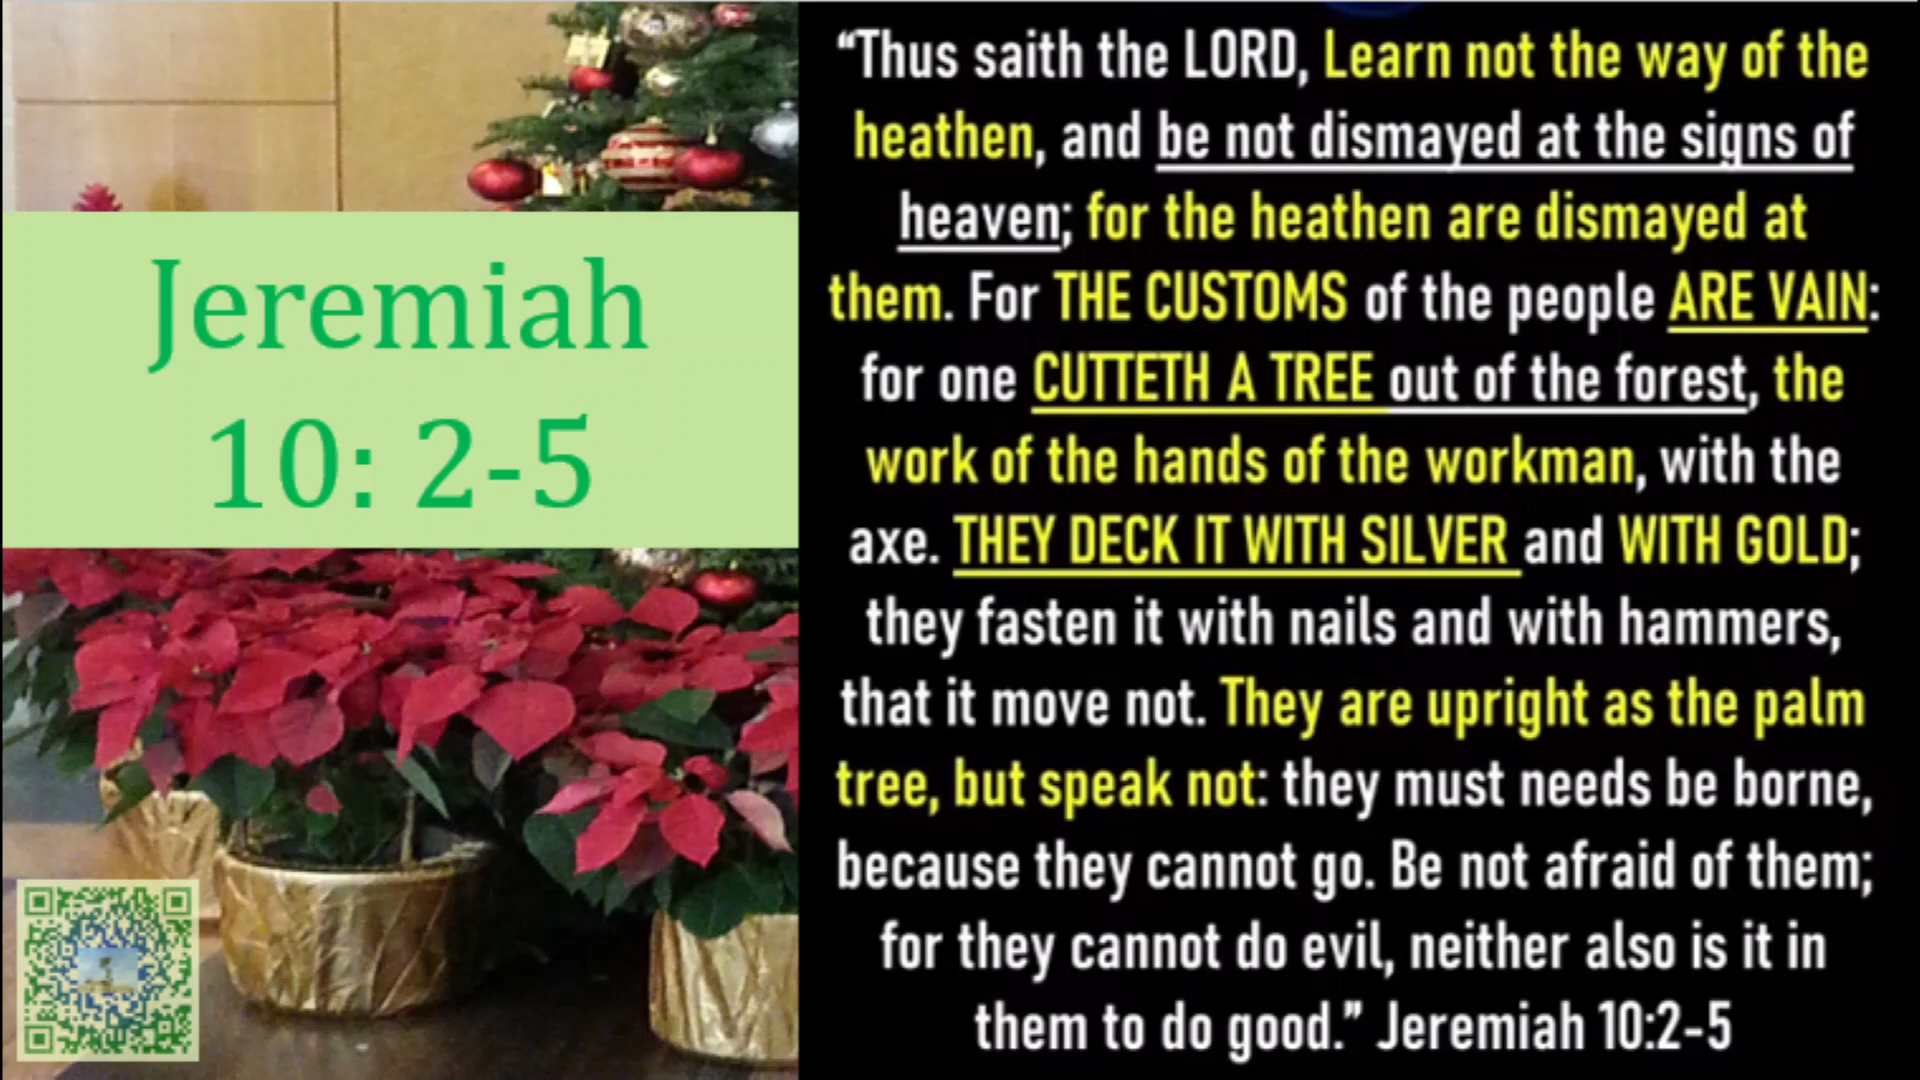 Jeremiah
10: 2-5
“Thus saith the LORD, Learn not the way of the
heathen, and be not dismayed at the signs of
heaven; for the heathen are dismayed at
them. For THE CUSTOMS of the people ARE VAIN:
for one CUTTETH A TREE out of the forest, the
work of the hands of the workman, with the
axe. THEY DECK IT WITH SILVER and WITH GOLD;
they fasten it with nails and with hammers,
that it move not. They are upright as the palm
tree, but speak not: they must needs be borne,
because they cannot go. Be not afraid of them;
for they cannot do evil, neither also is it in
them to do good.” Jeremiah 10:2-5